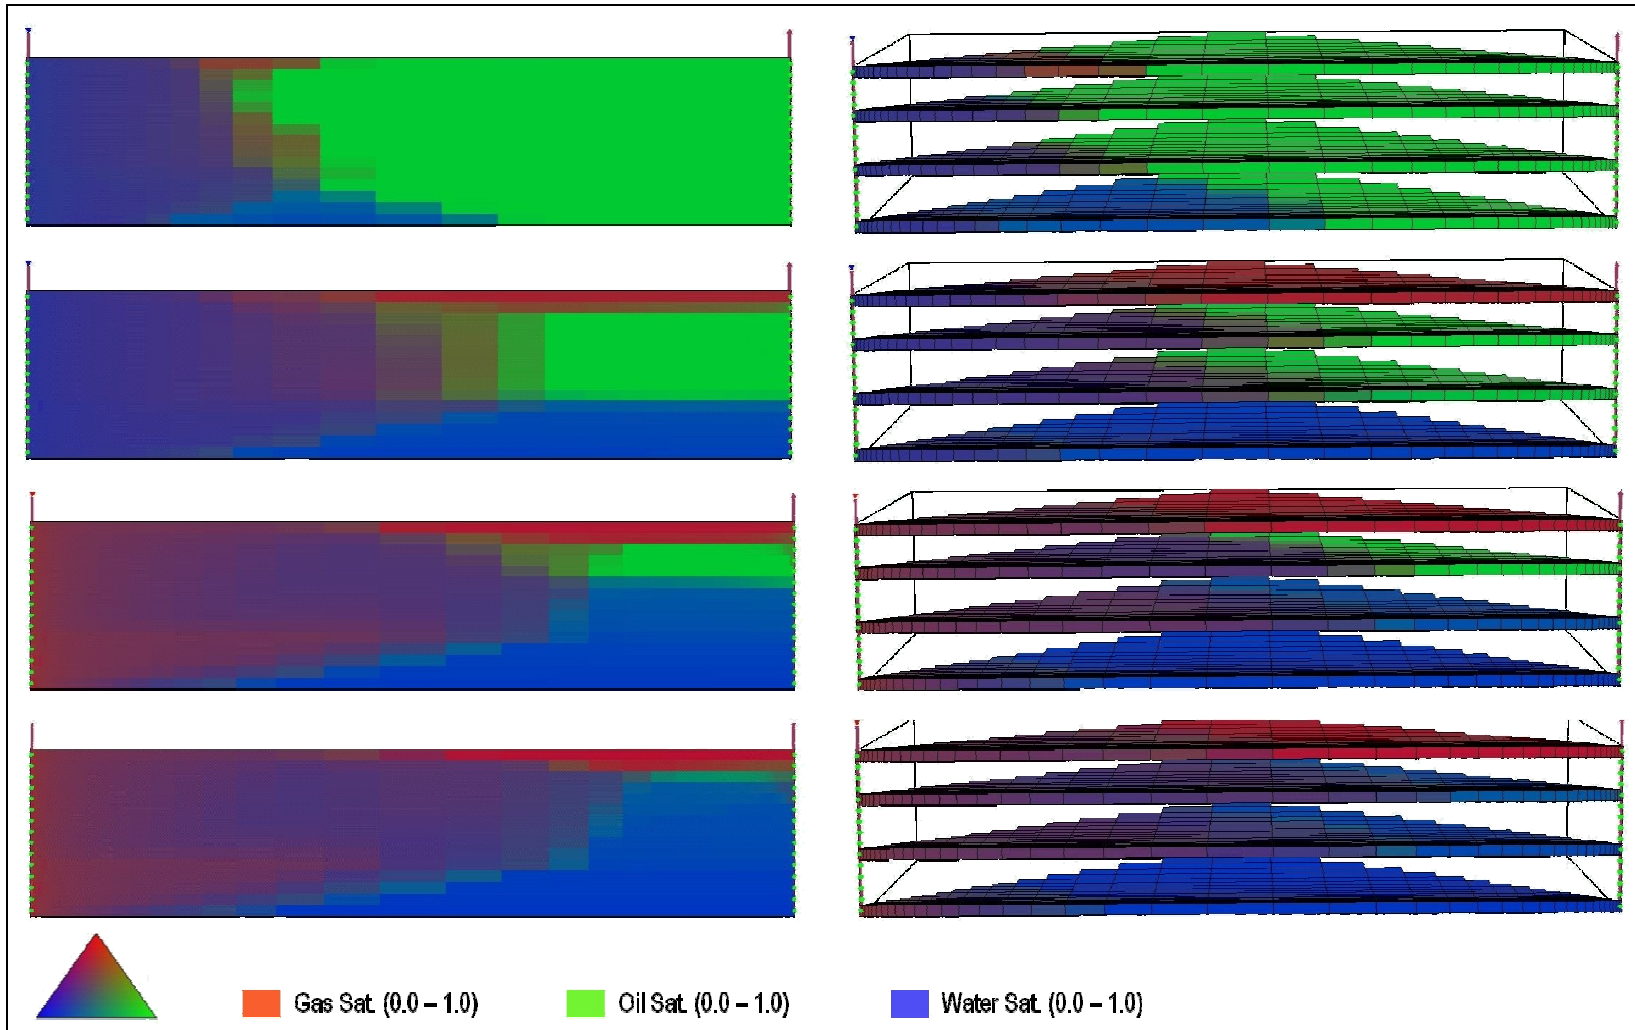 Gas Sat. (0.0 – 1.0)
Oil Sat. (0.0 – 1.0)
Water Sat. (0.0 – 1.0)